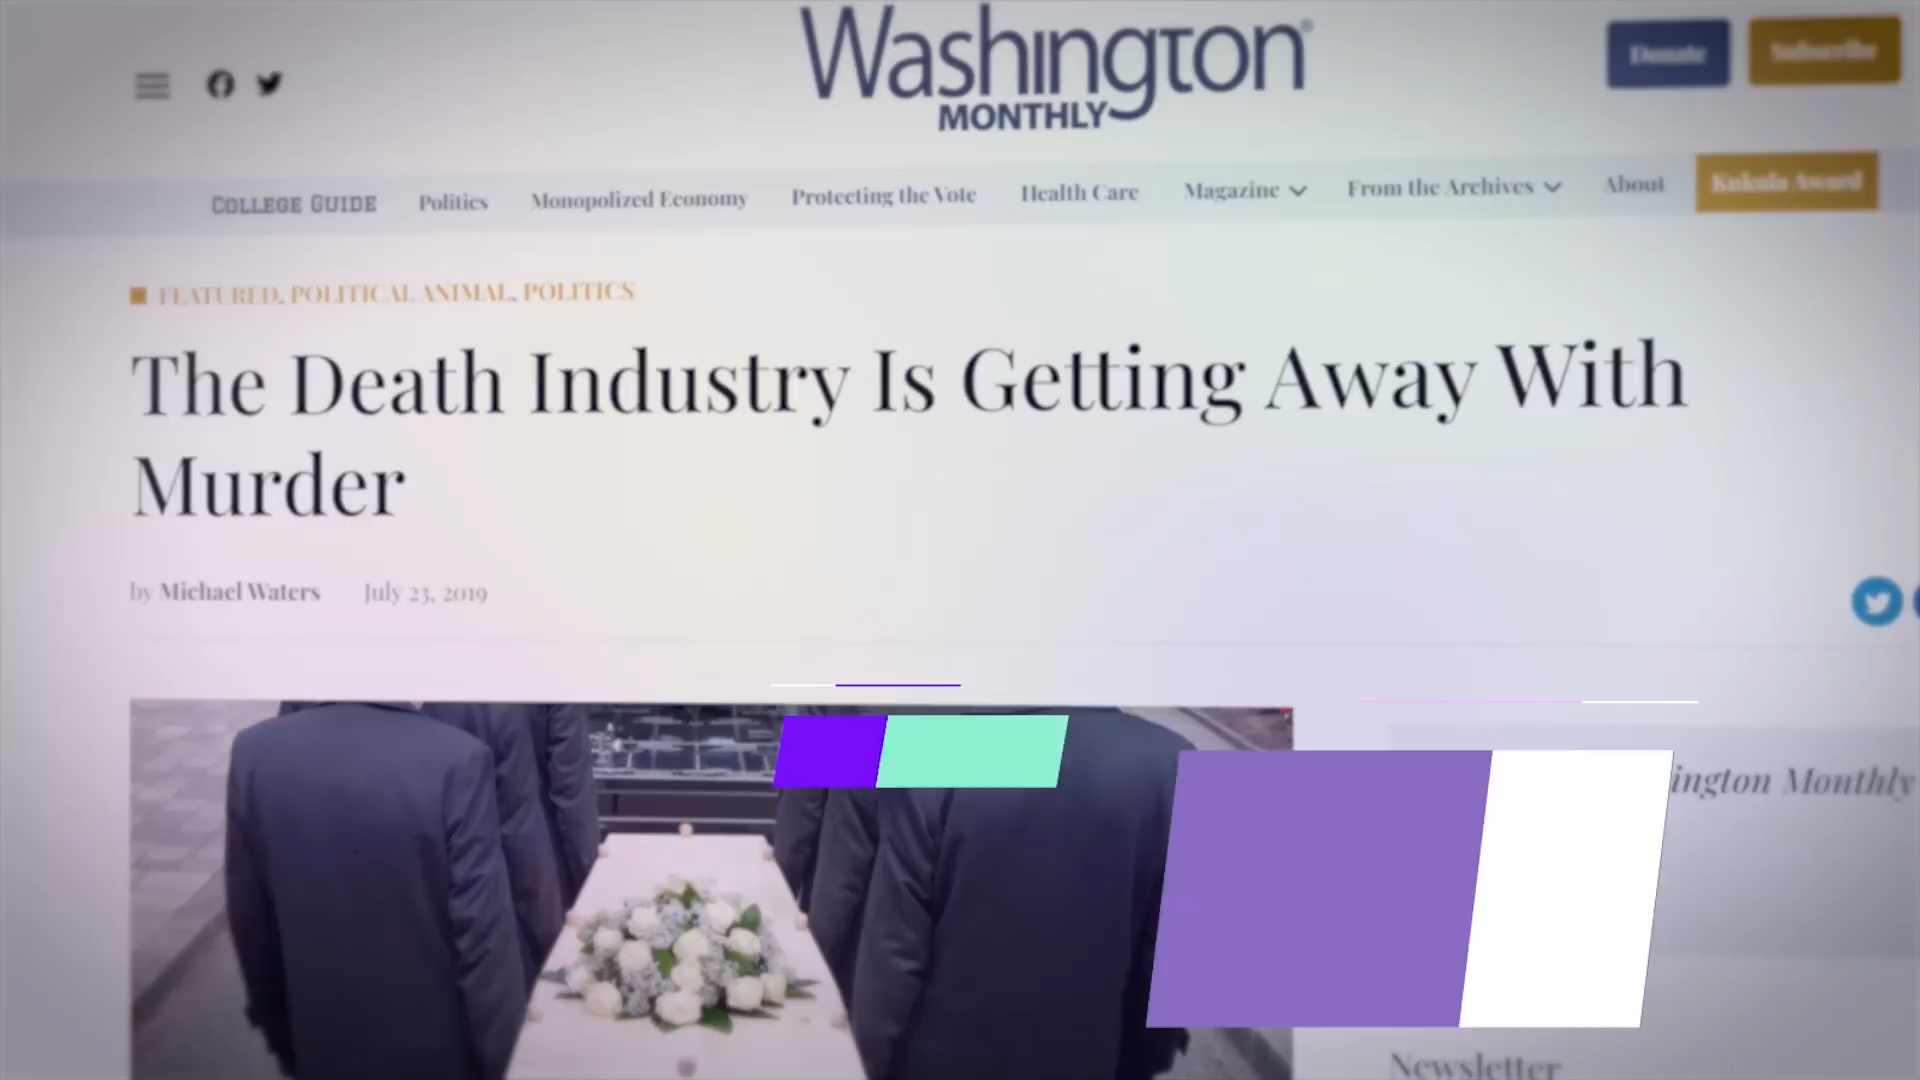 Washington
MONTHLY
Donate
Subscribe
COLLEGE GUIDE
Politics
Monopolized Economy
Protecting the Vote
Health Care
Magazine
From the Archives
About
Kukula Award
FEATURED, POLITICAL ANIMAL, POLITICS
The Death Industry Is Getting Away With
Murder
by Michael Waters
July 23, 2019
ington Monthly
Newsletter